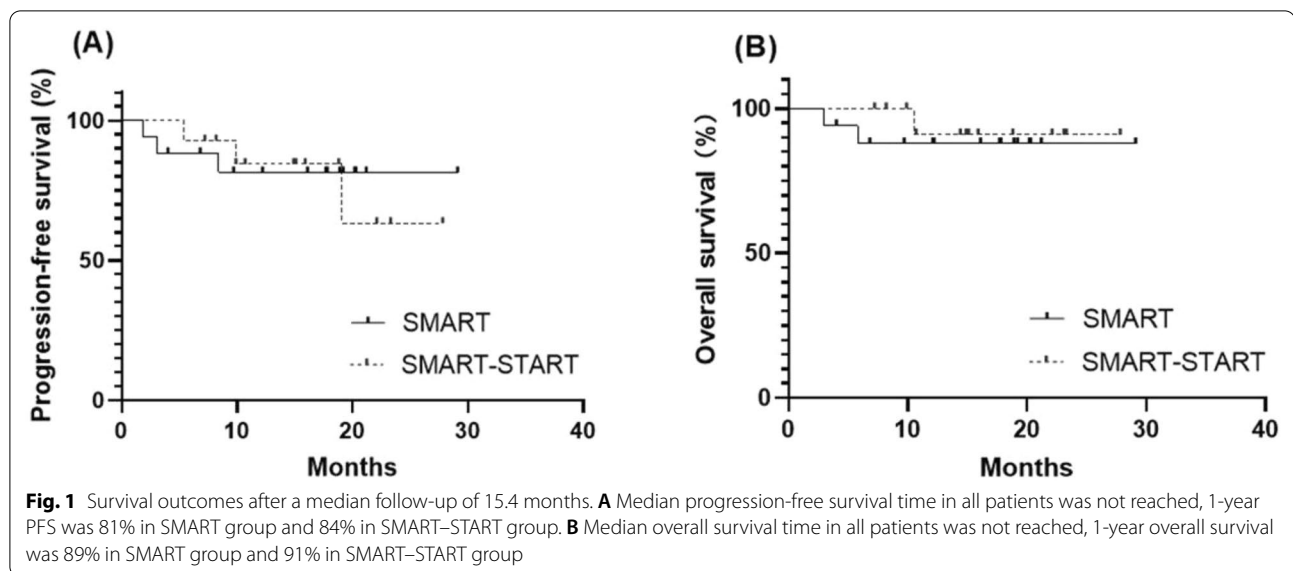 (A)
Progression-free survival (%)
100
50
0
0 10 20 30 40
Months
SMART
SMART-START
(B)
Overall survival (%)
100
50
0
0 10 20 30 40
Months
SMART
SMART-START
Fig. 1 Survival outcomes after a median follow-up of 15.4 months. A Median progression-free survival time in all patients was not reached, 1-year
PFS was 81% in SMART group and 84% in SMART–START group. B Median overall survival time in all patients was not reached, 1-year overall survival
was 89% in SMART group and 91% in SMART–START group